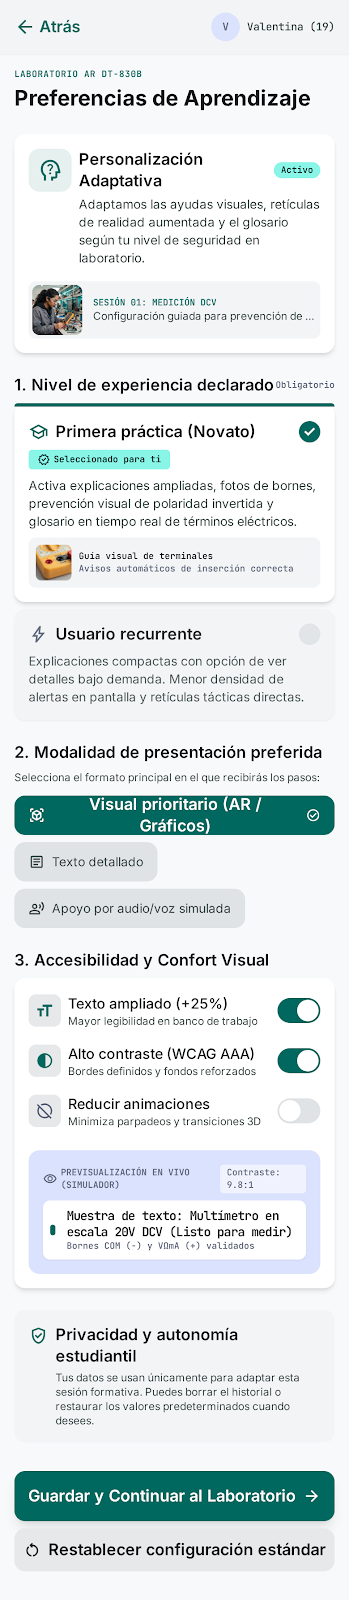 Atrás
V
Valentina (19)
LABORATORIO AR DT-830B
Preferencias de Aprendizaje
Personalización
Adaptativa
Activo
Adaptamos las ayudas visuales, retículas
de realidad aumentada y el glosario
según tu nivel de seguridad en
laboratorio.
SESIÓN 01: MEDICIÓN DCV
Configuración guiada para prevención de ...
1. Nivel de experiencia declarado
Obligatorio
Primera práctica (Novato)
Seleccionado para ti
Activa explicaciones ampliadas, fotos de bornes,
prevención visual de polaridad invertida y
glosario en tiempo real de términos eléctricos.
Guía visual de terminales
Avisos automáticos de inserción correcta
Usuario recurrente
Explicaciones compactas con opción de ver
detalles bajo demanda. Menor densidad de
alertas en pantalla y retículas tácticas directas.
2. Modalidad de presentación preferida
Selecciona el formato principal en el que recibirás los pasos:
Visual prioritario (AR /
Gráficos)
Texto detallado
Apoyo por audio/voz simulada
3. Accesibilidad y Confort Visual
Texto ampliado (+25%)
Mayor legibilidad en banco de trabajo
Alto contraste (WCAG AAA)
Bordes definidos y fondos reforzados
Reducir animaciones
Minimiza parpadeos y transiciones 3D
PREVISUALIZACIÓN EN VIVO
(SIMULADOR)
Contraste:
9.8:1
Muestra de texto: Multímetro en
escala 20V DCV (Listo para medir)
Bornes COM (-) y VΩmA (+) validados
Privacidad y autonomía
estudiantil
Tus datos se usan únicamente para adaptar esta
sesión formativa. Puedes borrar el historial o
restaurar los valores predeterminados cuando
desees.
Guardar y Continuar al Laboratorio
Restablecer configuración estándar